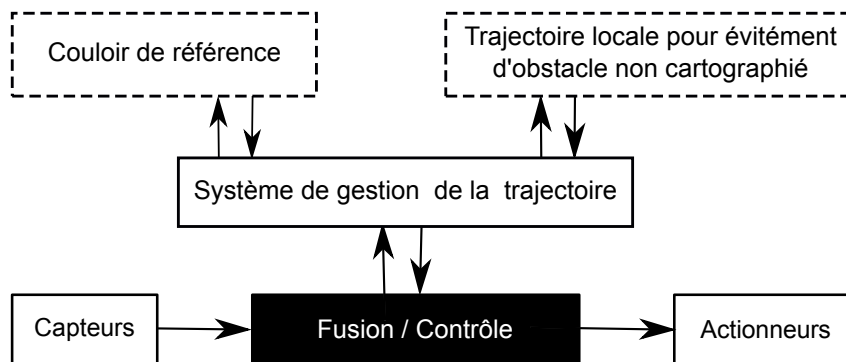 Couloir de référence
Trajectoire locale pour évitément
d'obstacle non cartographié
Système de gestion de la trajectoire
Capteurs
Fusion / Contrôle
Actionneurs